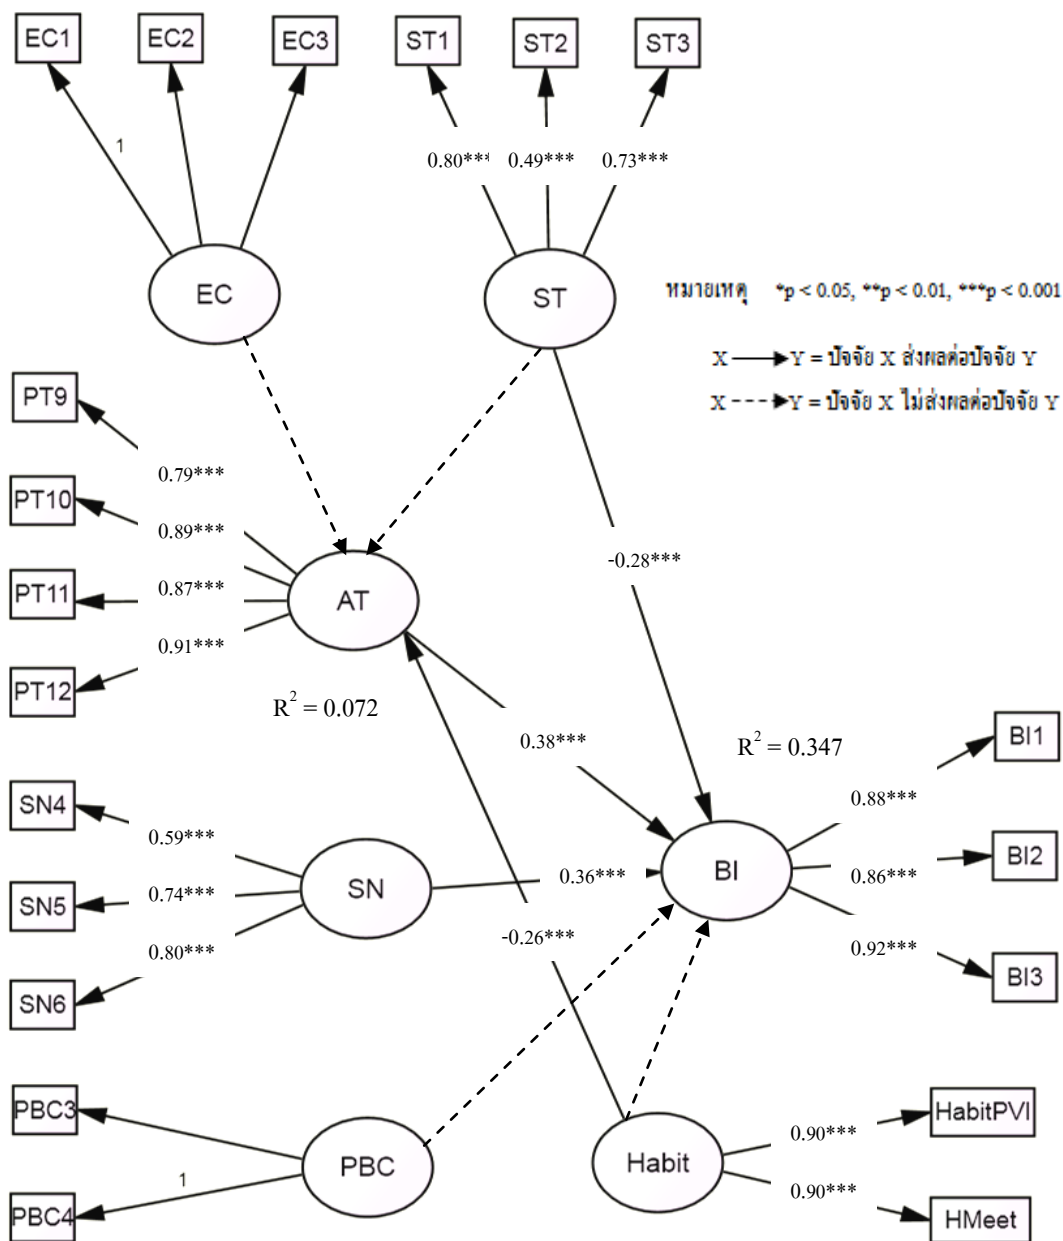 EC1 EC2 EC3 ST1 ST2 ST3
1
0.80*** 0.49*** 0.73***
EC ST
หมายเหตุ *p < 0.05, **p < 0.01, ***p < 0.001
X Y = ปัจจัย X ส่งผลต่อปัจจัย Y
X Y = ปัจจัย X ไม่ส่งผลต่อปัจจัย Y
PT9
0.79***
PT10
0.89***
-0.28***
PT11 0.87*** AT
0.91***
PT12
R² = 0.072
0.38***
R² = 0.347
BI1
SN4
0.88***
0.59***
BI2
SN5 0.74*** SN 0.36*** BI 0.86***
0.80***
-0.26***
0.92***
BI3
SN6
PBC3
HabitPVI
0.90***
PBC Habit
1
0.90***
PBC4
HMeet